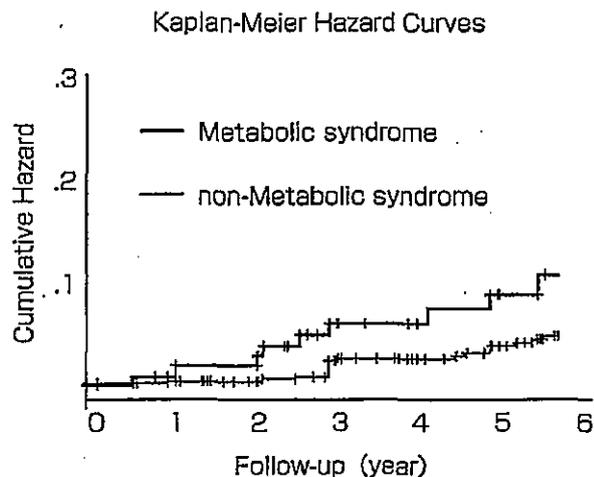 Kaplan-Meier Hazard Curves
Cumulative Hazard
.3
.2
.1
Metabolic syndrome
non-Metabolic syndrome
0 1 2 3 4 5 6
Follow-up (year)